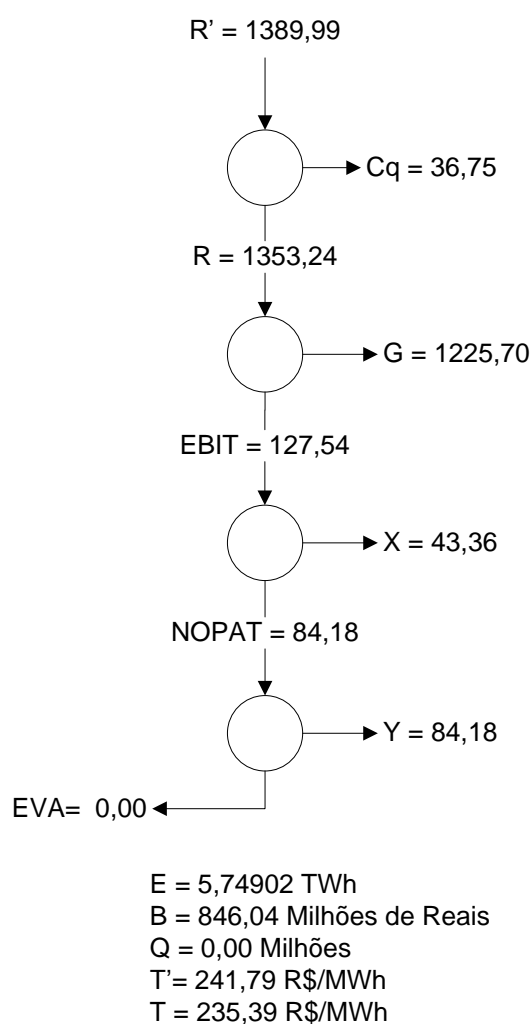 R’ = 1389,99
Cq = 36,75
R = 1353,24
G = 1225,70
EBIT = 127,54
X = 43,36
NOPAT = 84,18
Y = 84,18
EVA=  0,00
E = 5,74902 TWh
B = 846,04 Milhões de Reais
Q = 0,00 Milhões
T’= 241,79 R$/MWh
T = 235,39 R$/MWh